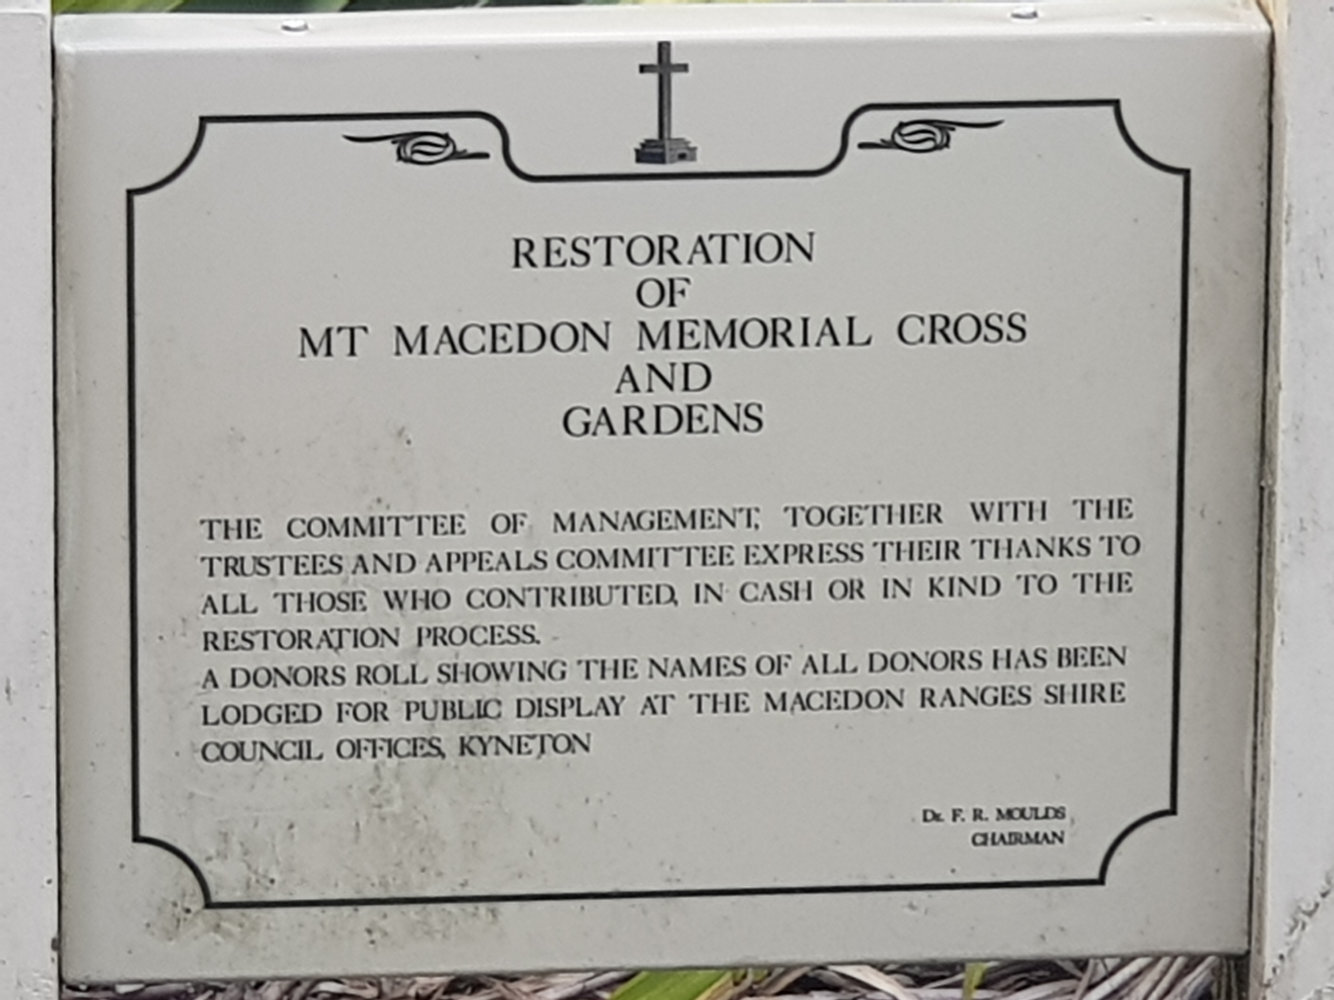 RESTORATION
OF
MT MACEDON MEMORIAL CROSS
AND
GARDENS
THE COMMITTEE OF MANAGEMENT, TOGETHER WITH THE
TRUSTEES AND APPEALS COMMITTEE EXPRESS THEIR THANKS TO
ALL THOSE WHO CONTRIBUTED, IN CASH OR IN KIND TO THE
RESTORATION PROCESS.
A DONORS ROLL SHOWING THE NAMES OF ALL DONORS HAS BEEN
LODGED FOR PUBLIC DISPLAY AT THE MACEDON RANGES SHIRE
COUNCIL OFFICES, KYNETON
Dr. F. R. MOULDS
CHAIRMAN